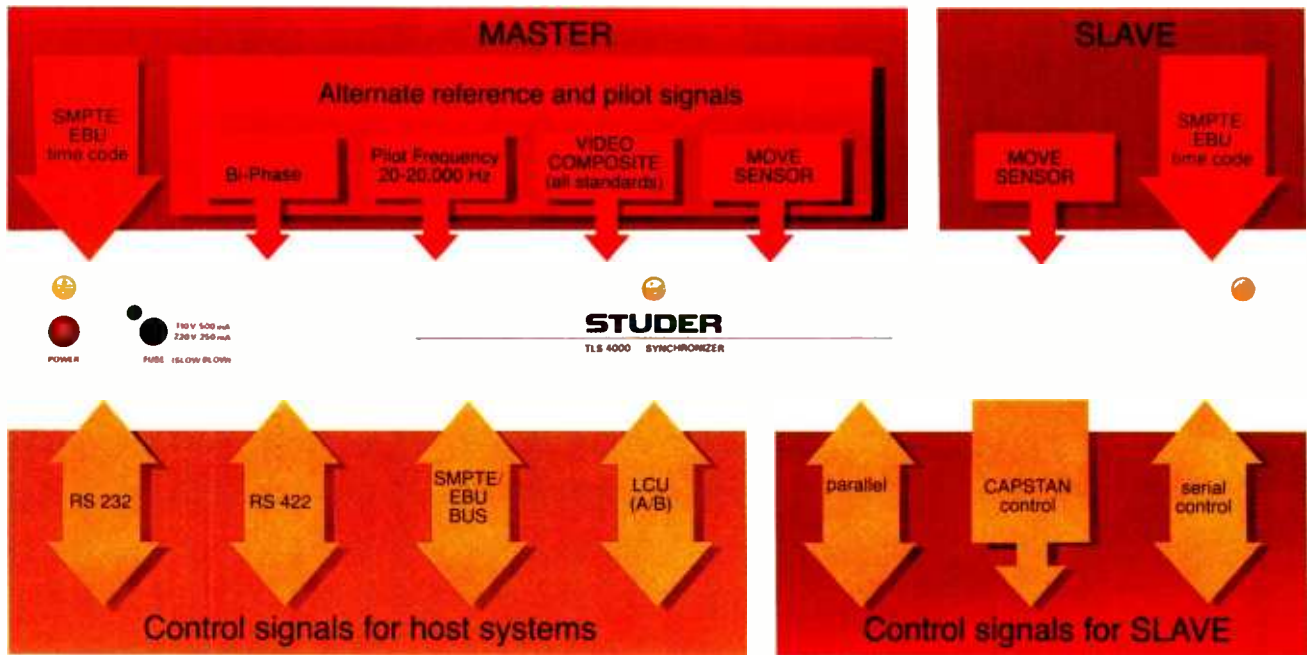 MASTER
SMPTE/
EBU
time code
Alternate reference and pilot signals
Bi-Phase
Pilot Frequency
20-20.000 Hz
VIDEO
COMPOSITE
(all standards)
MOVE
SENSOR
SLAVE
MOVE
SENSOR
SMPTE
EBU
time code
POWER
110 V 500 mA
220 V 250 mA
FUSE (SLOW BLOW)
STUDER
TLS 4000 SYNCHRONIZER
RS 232
RS 422
SMPTE/
EBU
BUS
LCU
(A/B)
Control signals for host systems
parallel
CAPSTAN
control
serial
control
Control signals for SLAVE